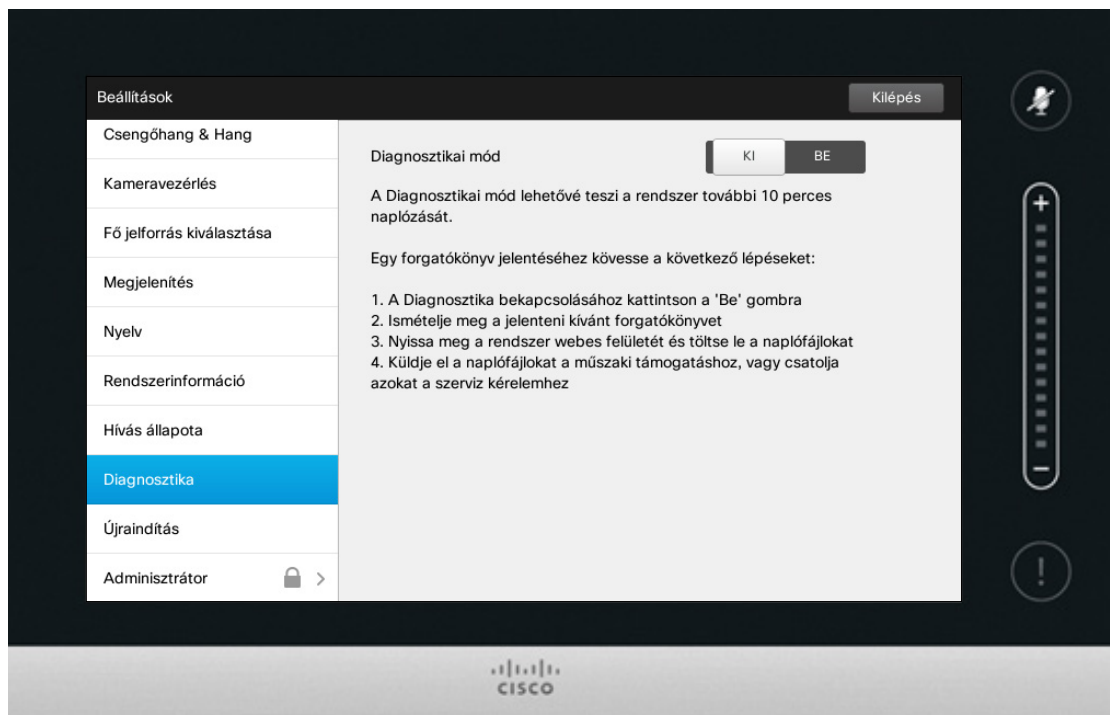 Beállítások
Kilépés
Csengőhang & Hang
Kameravezérlés
Fő jelforrás kiválasztása
Megjelenítés
Nyelv
Rendszerinformáció
Hívás állapota
Diagnosztika
Újraindítás
Adminisztrátor
Diagnosztikai mód
KI
BE
A Diagnosztikai mód lehetővé teszi a rendszer további 10 perces
naplózását.
Egy forgatókönyv jelentéséhez kövesse a következő lépéseket:
1. A Diagnosztika bekapcsolásához kattintson a 'Be' gombra
2. Ismételje meg a jelenteni kívánt forgatókönyvet
3. Nyissa meg a rendszer webes felületét és töltse le a naplófájlokat
4. Küldje el a naplófájlokat a műszaki támogatáshoz, vagy csatolja
azokat a szerviz kérelemhez
+
−
!
CISCO